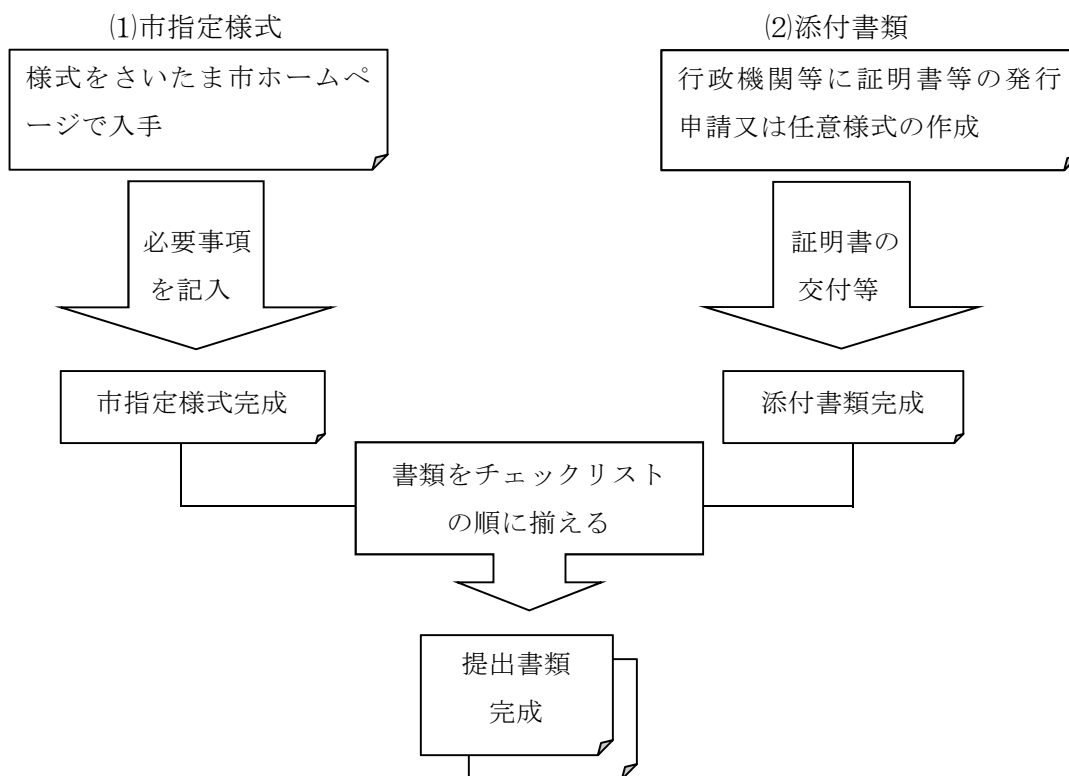 ⑴市指定様式
様式をさいたま市ホームペ
ージで入手
必要事項
を記入
市指定様式完成
⑵添付書類
行政機関等に証明書等の発行
申請又は任意様式の作成
証明書の
交付等
添付書類完成
書類をチェックリスト
の順に揃える
提出書類
完成